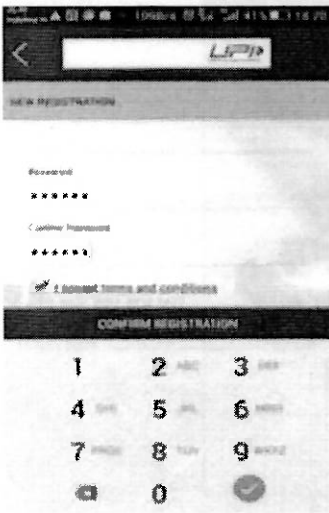 UPI
NEW REGISTRATION
Password
******
Confirm Password
******
I accept terms and conditions
CONFIRM REGISTRATION
1
2 ABC
3 DEF
4 GHI
5 JKL
6 MNO
7 PQRS
8 TUV
9 WXYZ
0